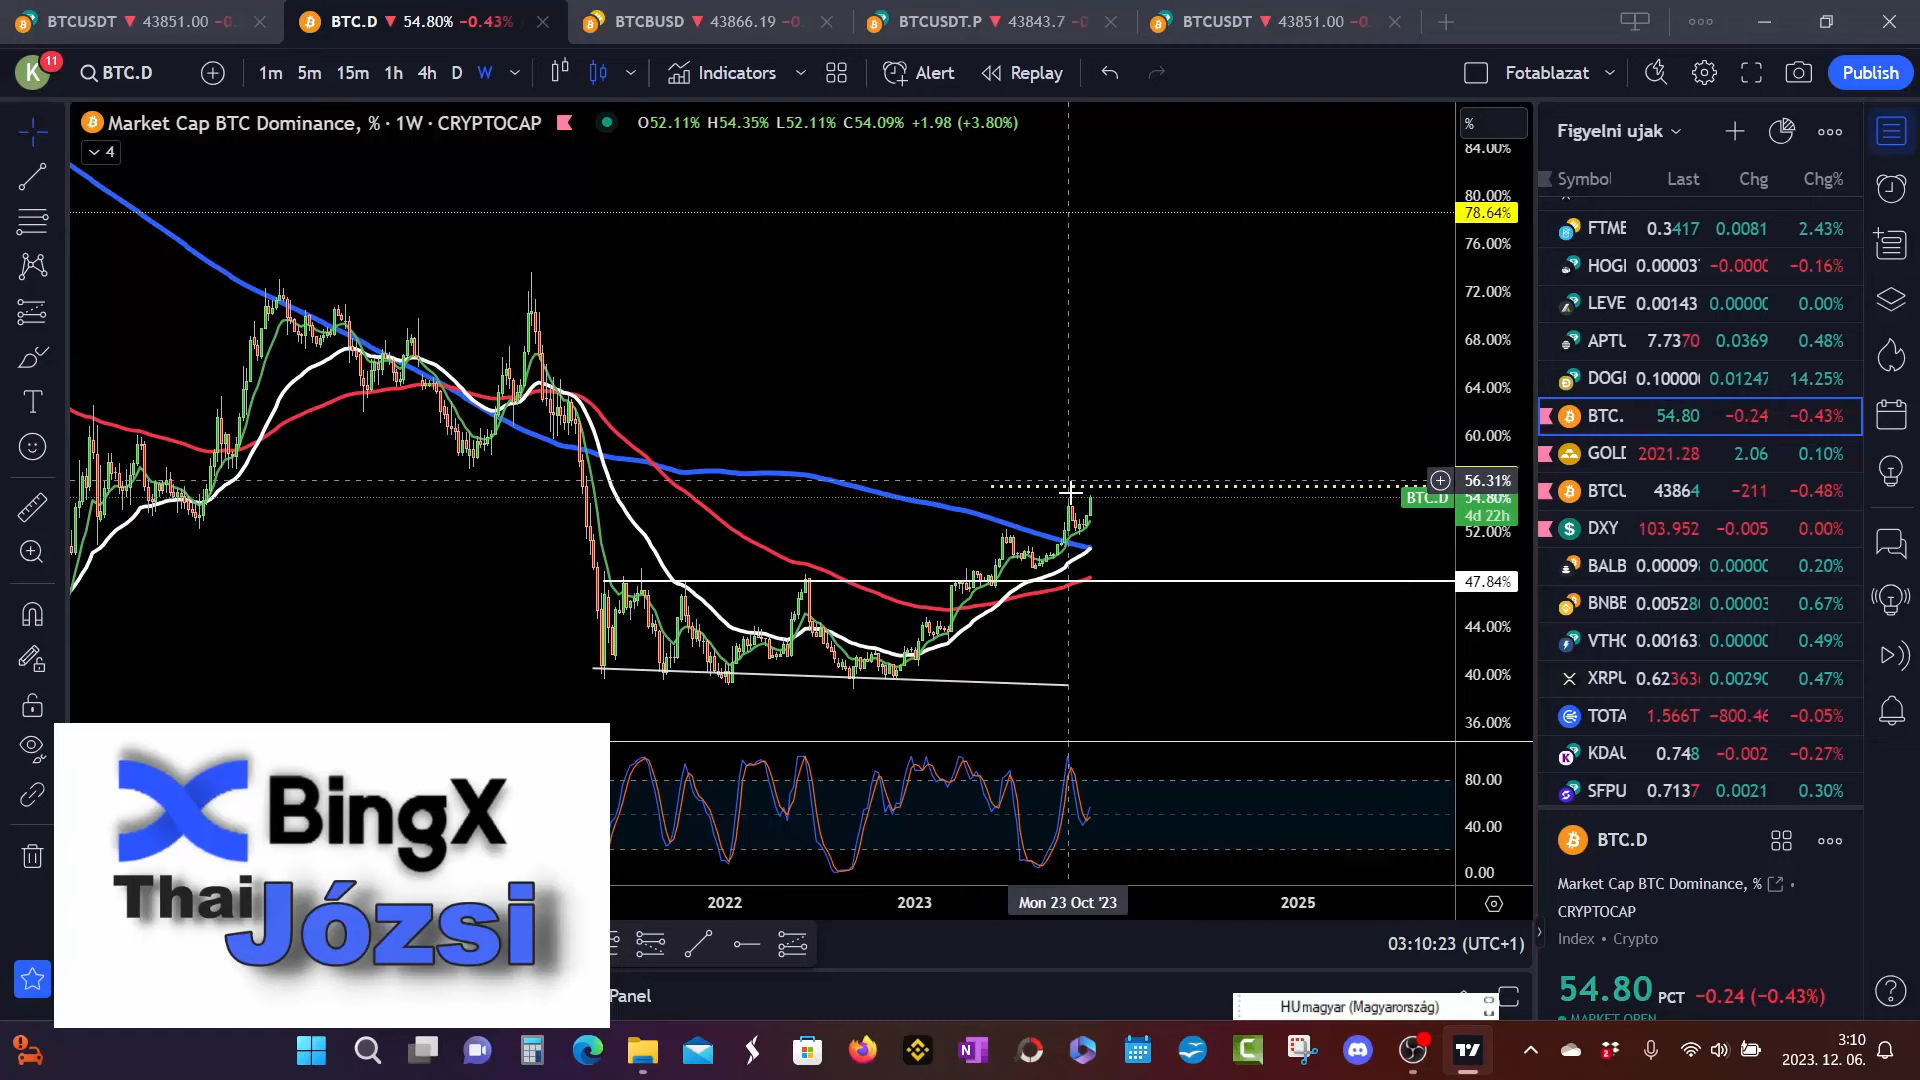 BTCUSDT ▼ 43851.00 −0.
BTC.D ▼ 54.80% −0.43%
BTCBUSD ▼ 43866.19 −0
BTCUSDT.P ▼ 43843.7
BTCUSDT ▼ 43851.00 −0.
K 11
BTC.D
1m 5m 15m 1h 4h D W
Indicators
Alert
Replay
Fotablazat
Publish
Market Cap BTC Dominance, % · 1W · CRYPTOCAP
O52.11% H54.35% L52.11% C54.09% +1.98 (+3.80%)
4
%
84.00%
80.00%
78.64%
76.00%
72.00%
68.00%
64.00%
60.00%
56.31%
BTC.D 54.80%
4d 22h
52.00%
47.84%
44.00%
40.00%
36.00%
80.00
40.00
0.00
2022
2023
Mon 23 Oct '23
2025
03:10:23 (UTC+1)
Panel
BingX
Thai
Józsi
Figyelni ujak
Symbol Last Chg Chg%
FTME 0.3417 0.0081 2.43%
HOGI 0.00003 −0.0000 −0.16%
LEVE 0.00143 0.00000 0.00%
APTU 7.7370 0.0369 0.48%
DOGE 0.10000 0.01247 14.25%
BTC. 54.80 −0.24 −0.43%
GOLD 2021.28 2.06 0.10%
BTCU 43864 −211 −0.48%
DXY 103.952 −0.005 0.00%
BALB 0.00009 0.00000 0.20%
BNBB 0.00528 0.00003 0.67%
VTHO 0.00163 0.00000 0.49%
XRPU 0.62363 0.00290 0.47%
TOTA 1.566T −800.46 −0.05%
KDAU 0.748 −0.002 −0.27%
SFPU 0.7137 0.0021 0.30%
BTC.D
Market Cap BTC Dominance, %
CRYPTOCAP
Index • Crypto
54.80 PCT −0.24 (−0.43%)
MARKET OPEN
HU magyar (Magyarország)
3:10
2023. 12. 06.